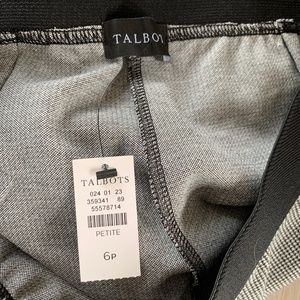 TALBOTS
TALBOTS
024 01 23
359341 89
55578714
PETITE
6P